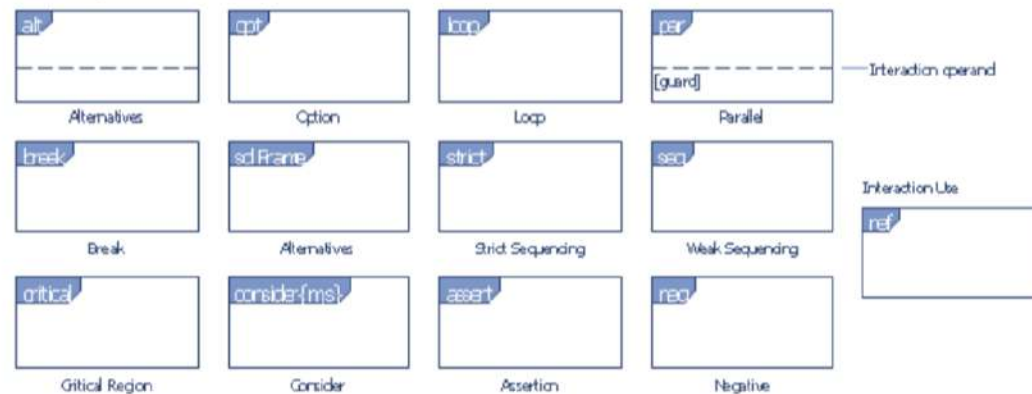 alt
opt
loop
par
[guard]
Interaction operand
Alternatives
Option
Loop
Parallel
break
sd Frame
strict
seq
Interaction Use
ref
Break
Alternatives
Strict Sequencing
Weak Sequencing
critical
consider{ms}
assert
neg
Critical Region
Consider
Assertion
Negative